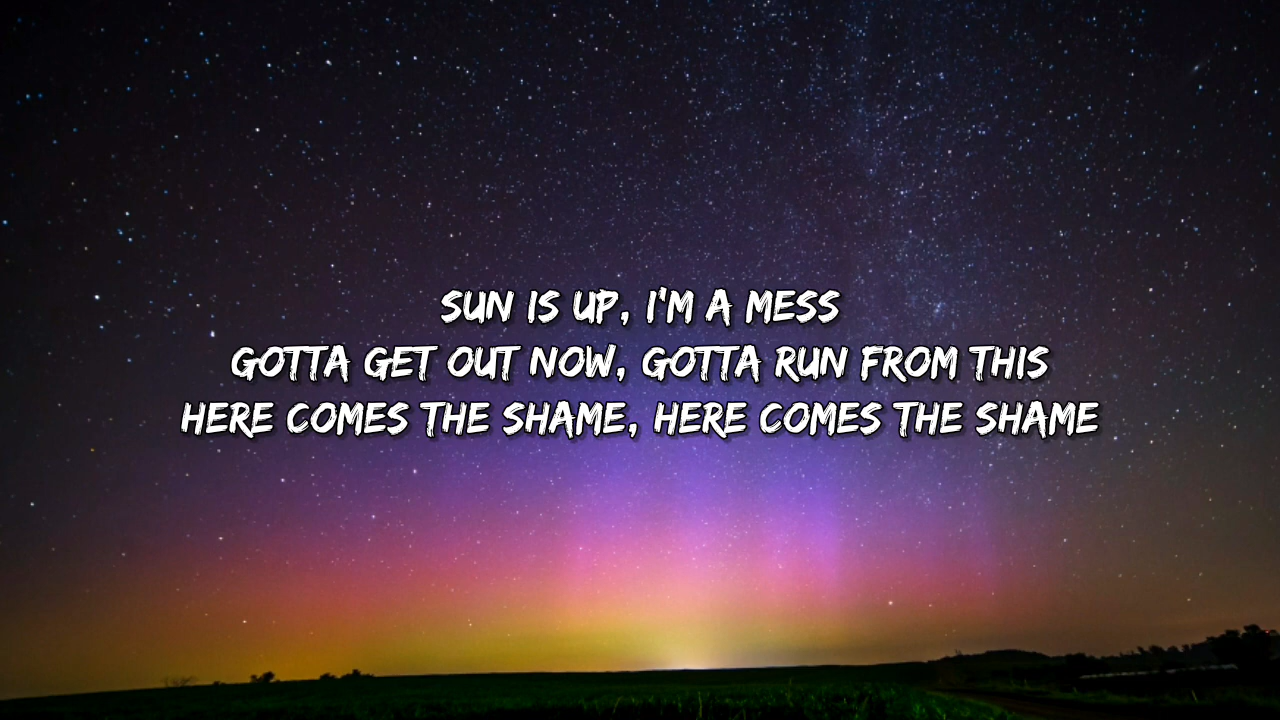 SUN IS UP, I'M A MESS
GOTTA GET OUT NOW, GOTTA RUN FROM THIS
HERE COMES THE SHAME, HERE COMES THE SHAME